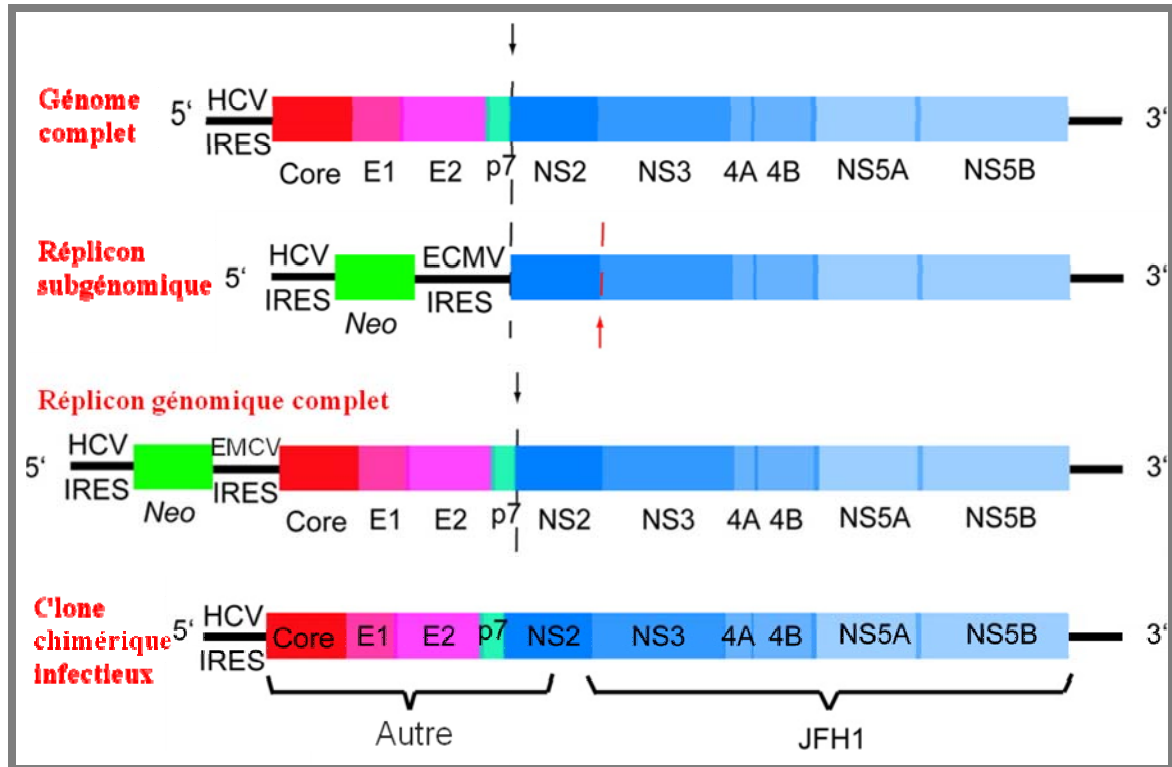 Génome
complet
5‘
HCV
IRES
Core E1 E2 p7 NS2 NS3 4A 4B NS5A NS5B
3‘
Réplicon
subgénomique
5‘
HCV
IRES
Neo
ECMV
IRES
3‘
Réplicon génomique complet
5‘
HCV
IRES
Neo
EMCV
IRES
Core E1 E2 p7 NS2 NS3 4A 4B NS5A NS5B
3‘
Clone
chimérique
infectieux
5‘
HCV
IRES
Core E1 E2 p7 NS2 NS3 4A 4B NS5A NS5B
3‘
Autre
JFH1